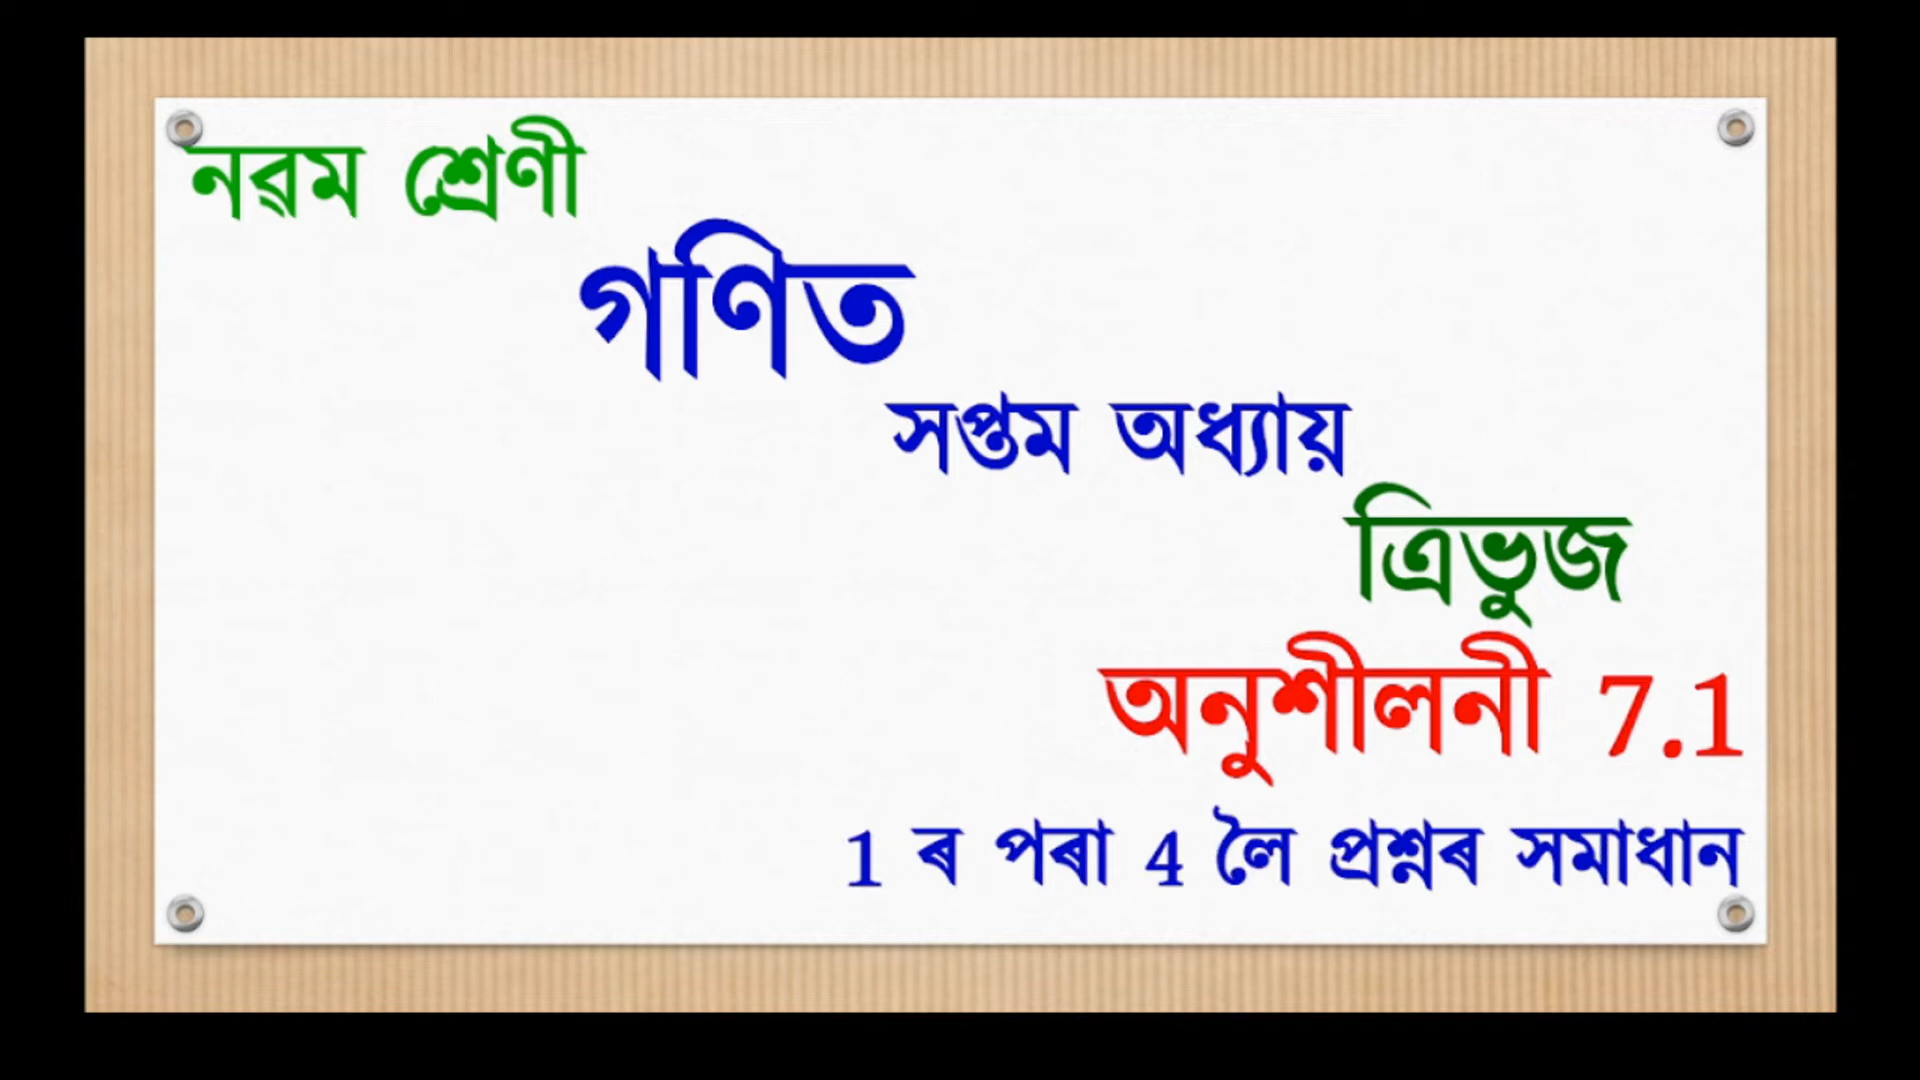 নৱম শ্ৰেণী
গণিত
সপ্তম অধ্যায়
ত্ৰিভুজ
অনুশীলনী 7.1
1 ৰ পৰা 4 লৈ প্ৰশ্নৰ সমাধান